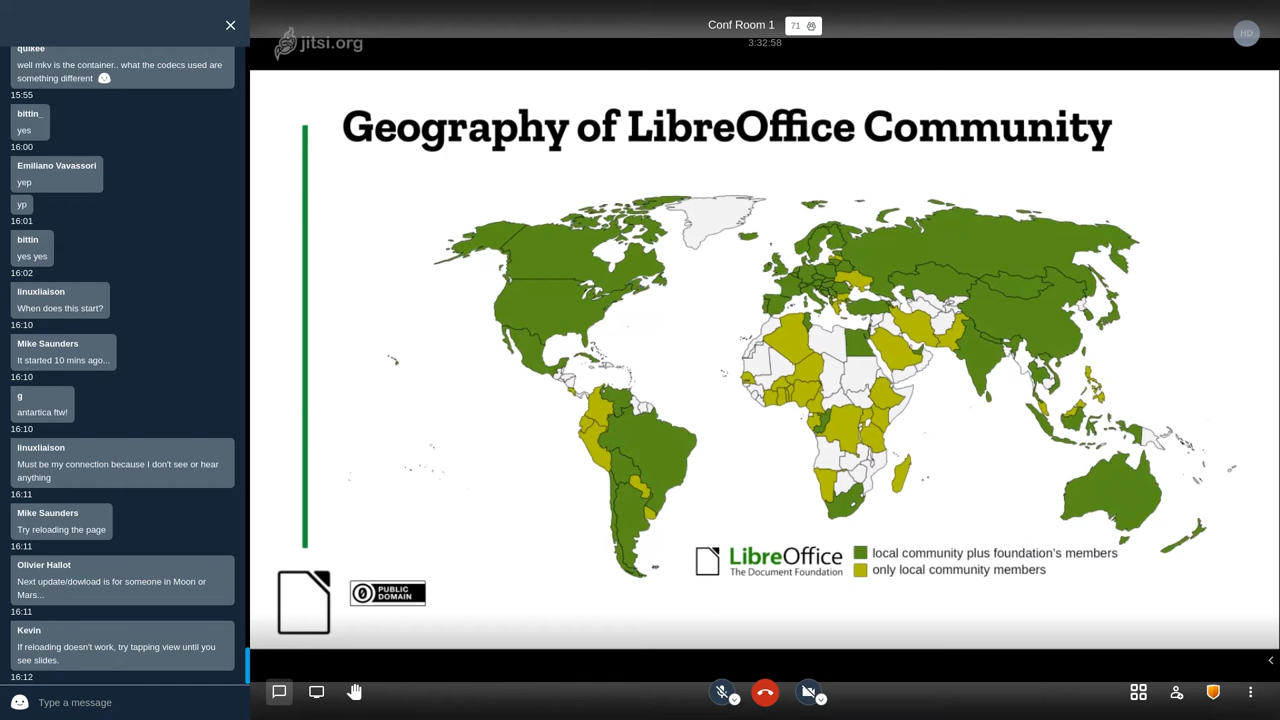 quikee
well mkv is the container.. what the codecs used are
something different
15:55
bittin_
yes
16:00
Emiliano Vavassori
yep
yp
16:01
bittin
yes yes
16:02
linuxliaison
When does this start?
16:10
Mike Saunders
It started 10 mins ago...
16:10
g
antartica ftw!
16:10
linuxliaison
Must be my connection because I don't see or hear
anything
16:11
Mike Saunders
Try reloading the page
16:11
Olivier Hallot
Next update/dowload is for someone in Moon or
Mars...
16:11
Kevin
If reloading doesn't work, try tapping view until you
see slides.
16:12
Type a message
jitsi.org
Conf Room 1
71
3:32:58
HD
Geography of LibreOffice Community
LibreOffice
The Document Foundation
local community plus foundation's members
only local community members
PUBLIC
DOMAIN